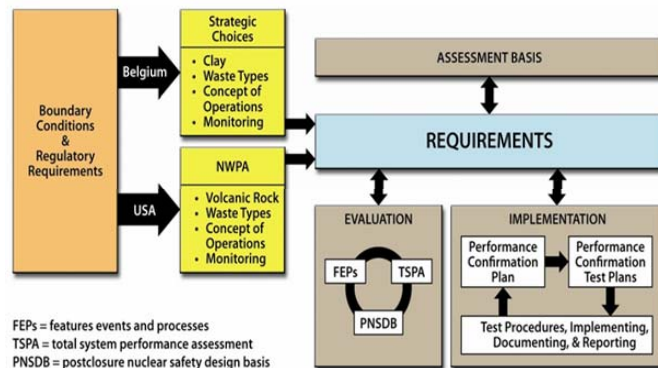 Boundary
Conditions
&
Regulatory
Requirements
Belgium
USA
Strategic
Choices
• Clay
• Waste Types
• Concept of
Operations
• Monitoring
NWPA
• Volcanic Rock
• Waste Types
• Concept of
Operations
• Monitoring
ASSESSMENT BASIS
REQUIREMENTS
EVALUATION
FEPs
TSPA
PNSDB
IMPLEMENTATION
Performance
Confirmation
Plan
Performance
Confirmation
Test Plans
Test Procedures, Implementing,
Documenting, & Reporting
FEPs = features events and processes
TSPA = total system performance assessment
PNSDB = postclosure nuclear safety design basis